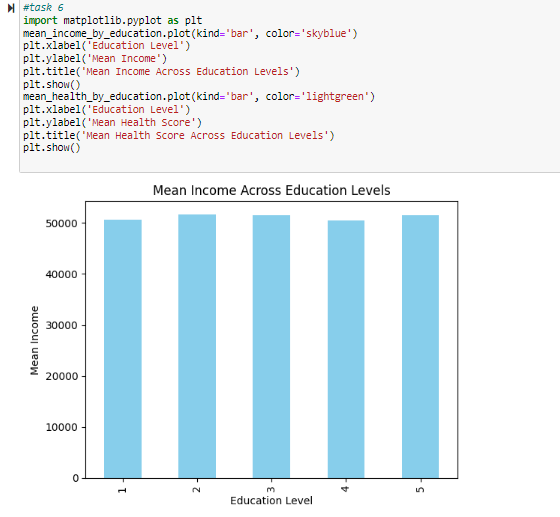 #task 6
import matplotlib.pyplot as plt
mean_income_by_education.plot(kind='bar', color='skyblue')
plt.xlabel('Education Level')
plt.ylabel('Mean Income')
plt.title('Mean Income Across Education Levels')
plt.show()
mean_health_by_education.plot(kind='bar', color='lightgreen')
plt.xlabel('Education Level')
plt.ylabel('Mean Health Score')
plt.title('Mean Health Score Across Education Levels')
plt.show()
Mean Income Across Education Levels
50000
40000
30000
20000
10000
0
Mean Income
1 2 3 4 5
Education Level